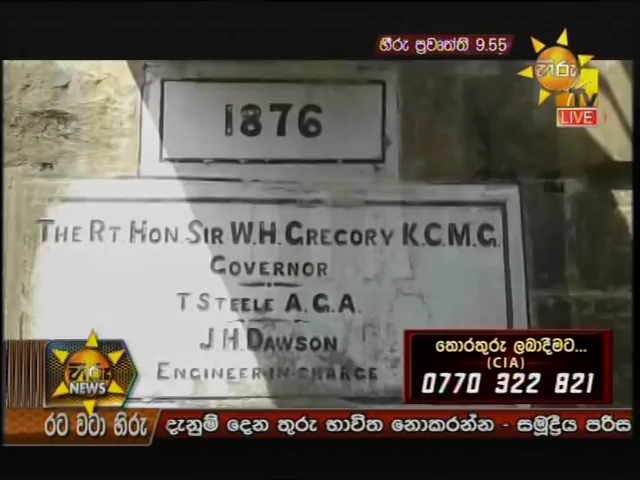 හිරු ප්‍රවෘත්ති 9.55
හිරු
TV
LIVE
1876
THE RT. HON. SIR W.H. GREGORY K.C.M.G.
GOVERNOR
T. STEELE A.G.A.
J.H. DAWSON
ENGINEER-IN-CHARGE
තොරතුරු ලබාදීමට...
(CIA)
0770 322 821
හිරු
NEWS
රට වටා හිරු
දැනුම් දෙන තුරු භාවිත නොකරන්න - සමුද්‍රීය පරිස